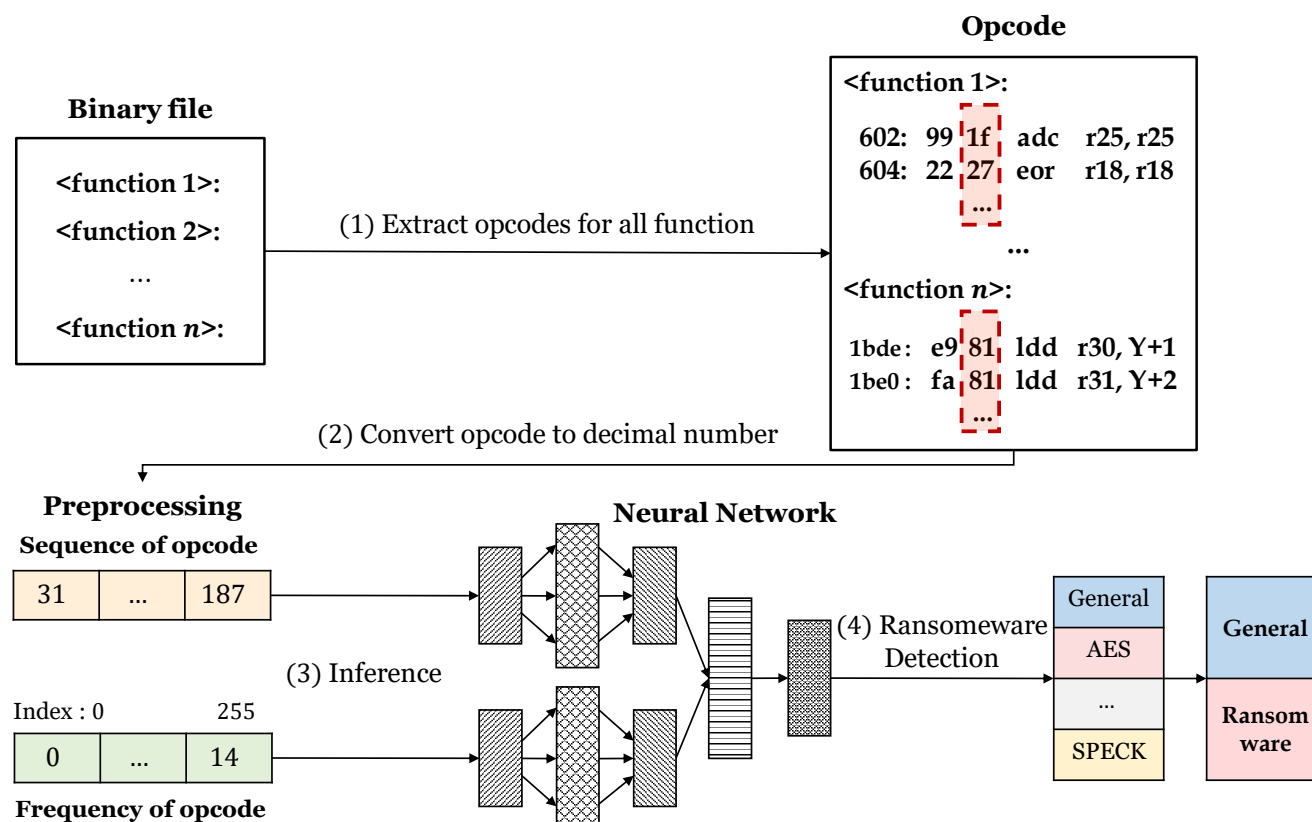 Opcode
Binary file
<function 1>:
<function 2>:
...
<function n>:
(1) Extract opcodes for all function
<function 1>:
602: 99 1f adc r25, r25
604: 22 27 eor r18, r18
...
...
<function n>:
1bde : e9 81 ldd r30, Y+1
1be0 : fa 81 ldd r31, Y+2
...
(2) Convert opcode to decimal number
Preprocessing
Sequence of opcode
31 ... 187
Neural Network
(3) Inference
Index : 0 255
0 ... 14
Frequency of opcode
(4) Ransomeware
Detection
General
AES
...
SPECK
General
Ransom
ware